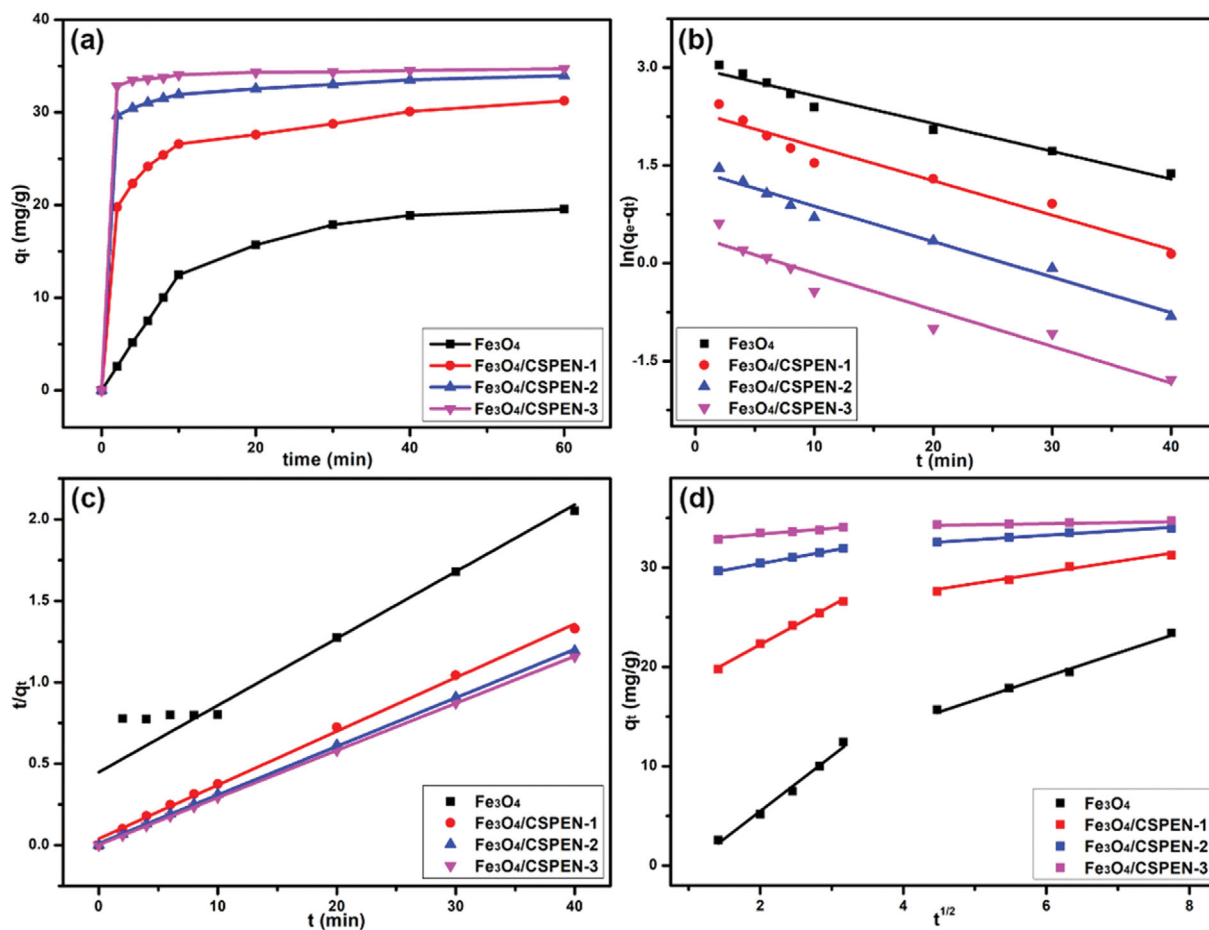 (a)
40
30
20
10
0
qt (mg/g)
Fe3O4
Fe3O4/CSPEN-1
Fe3O4/CSPEN-2
Fe3O4/CSPEN-3
0 20 40 60
time (min)
(b)
3.0
1.5
0.0
-1.5
ln(qe-qt)
Fe3O4
Fe3O4/CSPEN-1
Fe3O4/CSPEN-2
Fe3O4/CSPEN-3
0 10 20 30 40
t (min)
(c)
2.0
1.5
1.0
0.5
0.0
t/qt
Fe3O4
Fe3O4/CSPEN-1
Fe3O4/CSPEN-2
Fe3O4/CSPEN-3
0 10 20 30 40
t (min)
(d)
30
20
10
0
qt (mg/g)
Fe3O4
Fe3O4/CSPEN-1
Fe3O4/CSPEN-2
Fe3O4/CSPEN-3
2 4 6 8
t1/2